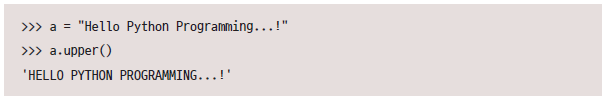 >>> a = "Hello Python Programming...!"
>>> a.upper()
'HELLO PYTHON PROGRAMMING...!'